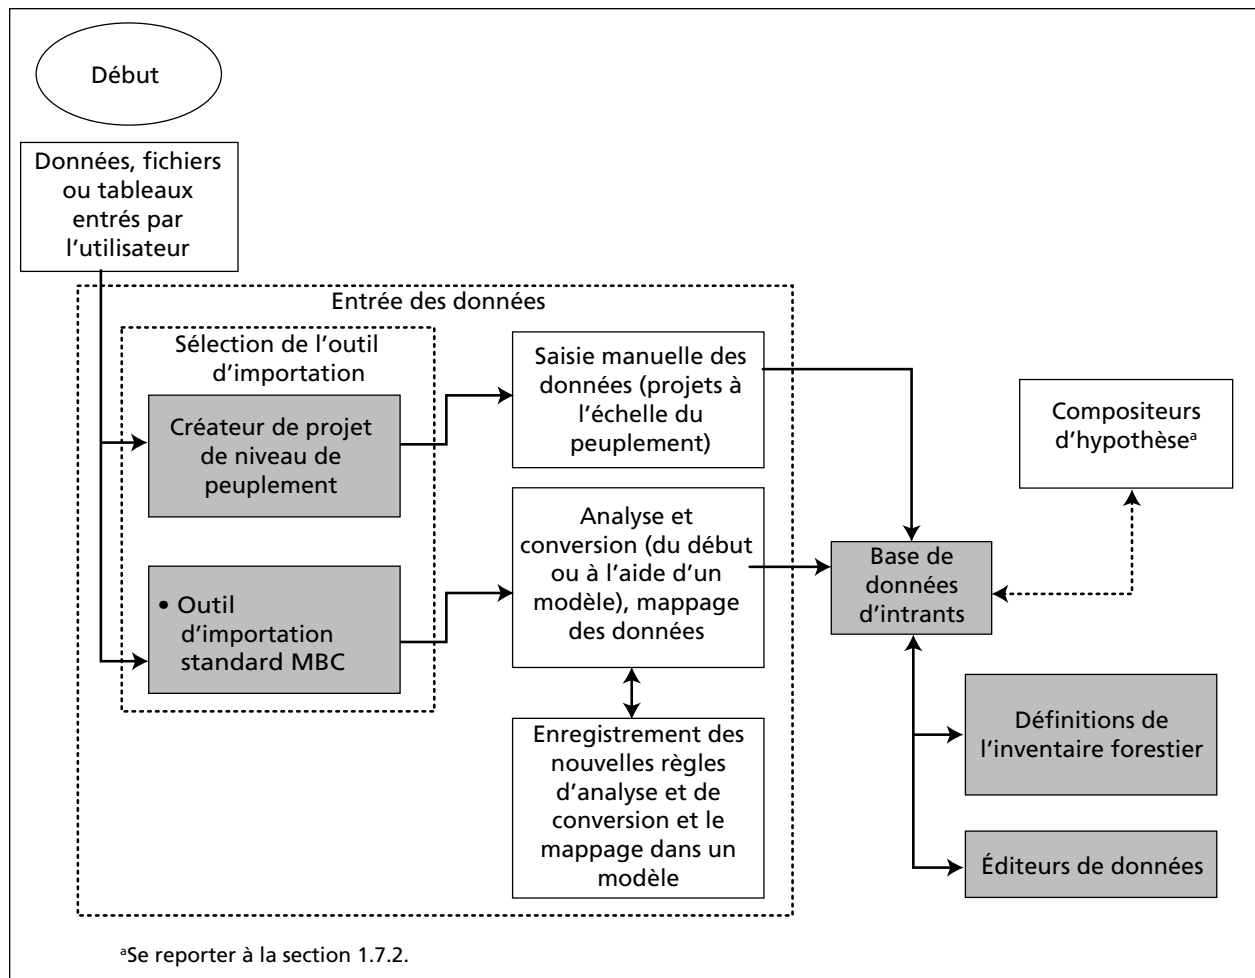 Début
Données, fichiers
ou tableaux
entrés par
l'utilisateur
Entrée des données
Sélection de l'outil
d'importation
Créateur de projet
de niveau de
peuplement
• Outil
d'importation
standard MBC
Saisie manuelle des
données (projets à
l'échelle du
peuplement)
Analyse et
conversion (du début
ou à l'aide d'un
modèle), mappage
des données
Enregistrement des
nouvelles règles
d'analyse et de
conversion et le
mappage dans un
modèle
Base de
données
d'intrants
Compositeurs
d'hypothèseᵃ
Définitions de
l'inventaire forestier
Éditeurs de données
ᵃSe reporter à la section 1.7.2.